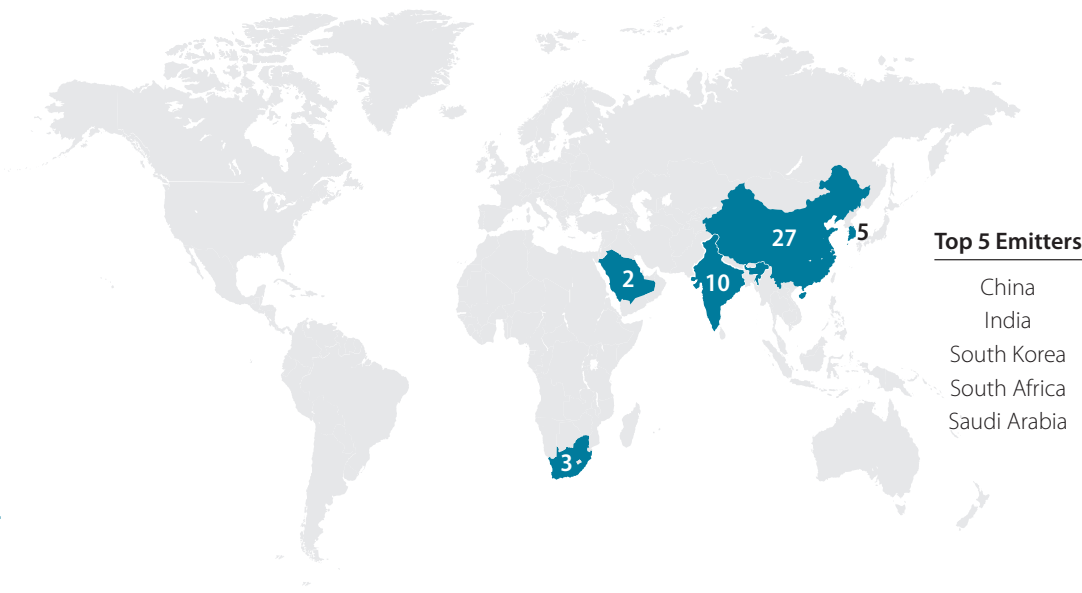 27
5
Top 5 Emitters
2
10
China
India
South Korea
South Africa
Saudi Arabia
3